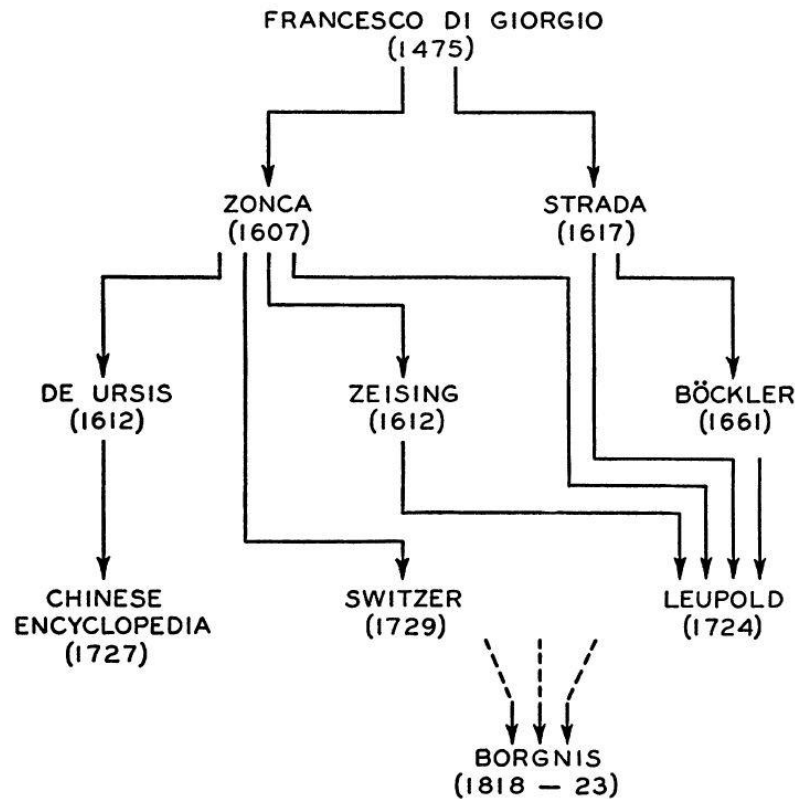 FRANCESCO DI GIORGIO
(1475)
ZONCA
(1607)
STRADA
(1617)
DE URSIS
(1612)
ZEISING
(1612)
BÖCKLER
(1661)
CHINESE
ENCYCLOPEDIA
(1727)
SWITZER
(1729)
LEUPOLD
(1724)
BORGNIS
(1818 — 23)